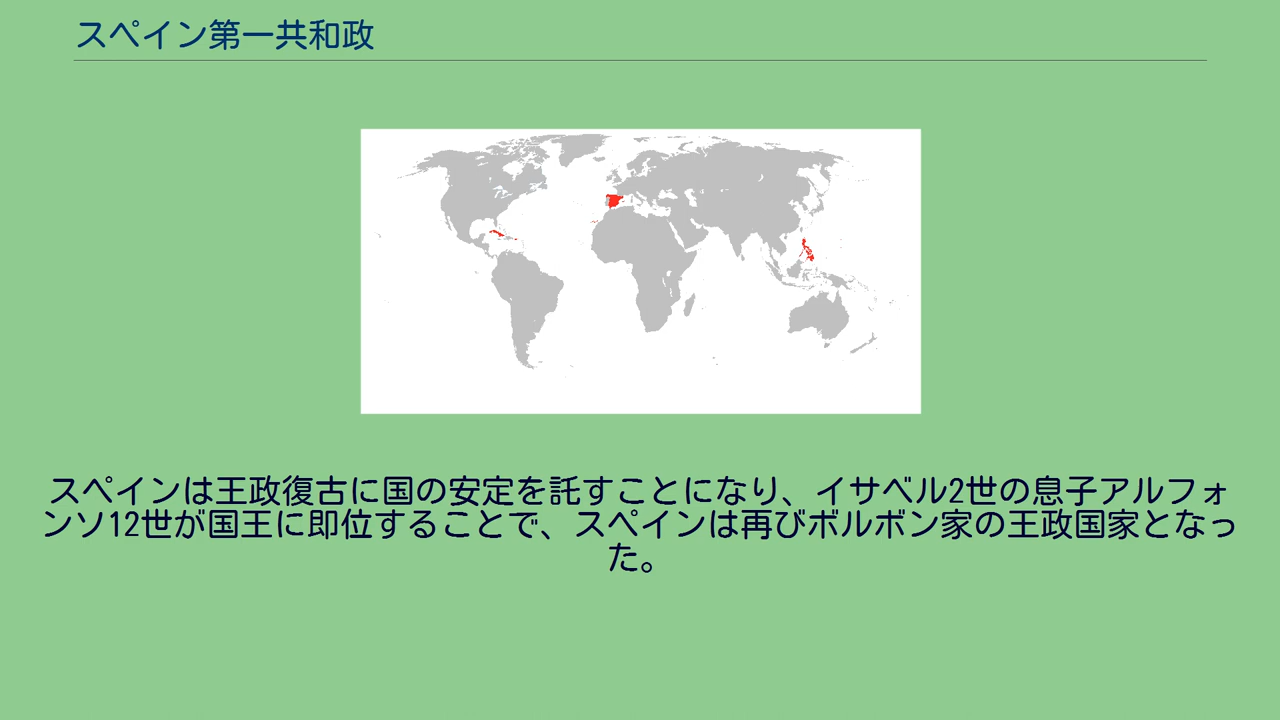 スペイン第一共和政
スペインは王政復古に国の安定を託すことになり、イサベル2世の息子アルフォ
ンソ12世が国王に即位することで、スペインは再びボルボン家の王政国家となっ
た。